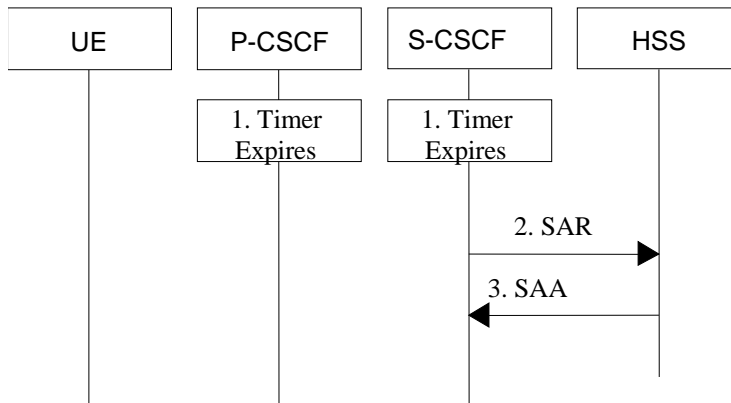 UE
P-CSCF
S-CSCF
HSS
1. Timer
Expires
1. Timer
Expires
2. SAR
3. SAA